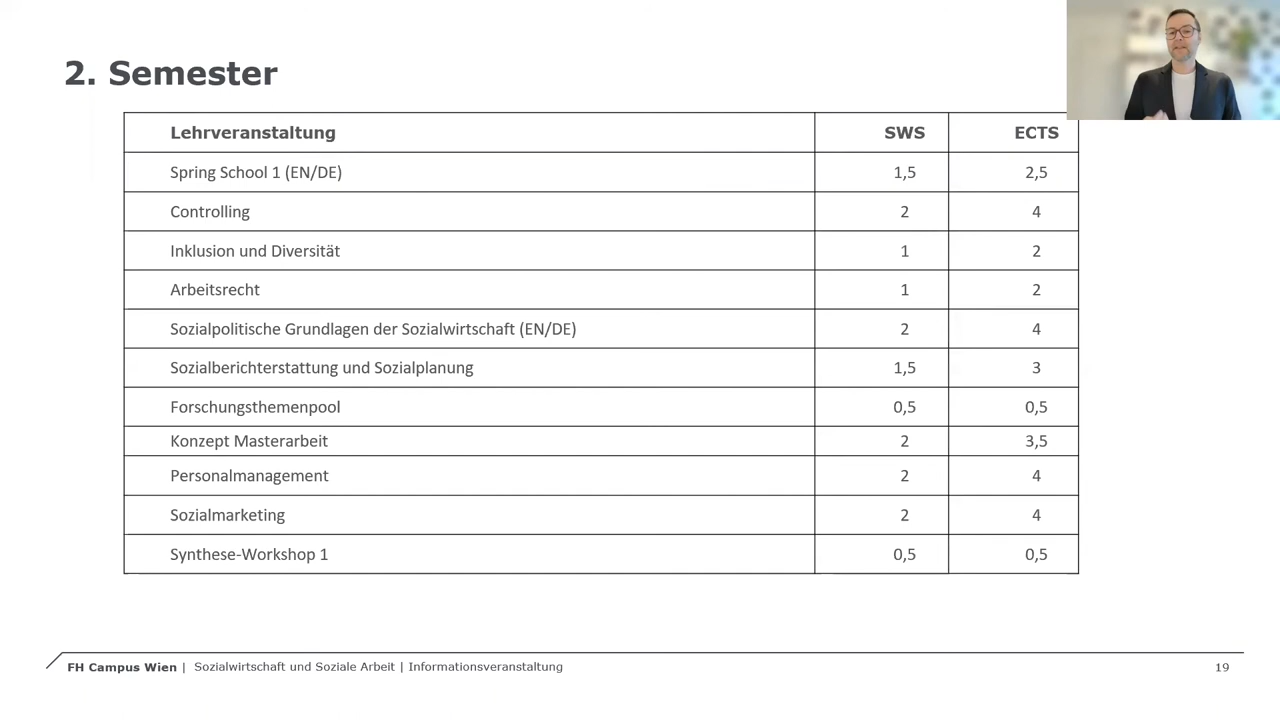 2. Semester
Lehrveranstaltung SWS ECTS
Spring School 1 (EN/DE) 1,5 2,5
Controlling 2 4
Inklusion und Diversität 1 2
Arbeitsrecht 1 2
Sozialpolitische Grundlagen der Sozialwirtschaft (EN/DE) 2 4
Sozialberichterstattung und Sozialplanung 1,5 3
Forschungsthemenpool 0,5 0,5
Konzept Masterarbeit 2 3,5
Personalmanagement 2 4
Sozialmarketing 2 4
Synthese-Workshop 1 0,5 0,5
FH Campus Wien | Sozialwirtschaft und Soziale Arbeit | Informationsveranstaltung 19